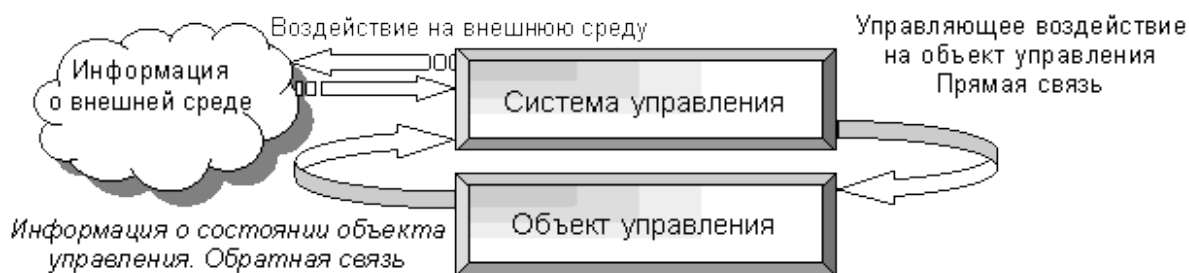 Воздействие на внешнюю среду
Управляющее воздействие
на объект управления
Прямая связь
Информация
о внешней среде
Система управления
Объект управления
Информация о состоянии объекта
управления. Обратная связь